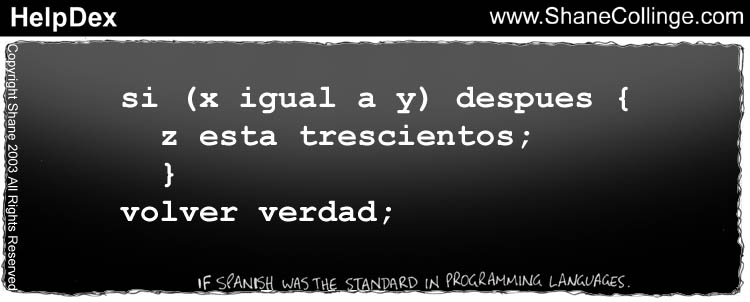 HelpDex
www.ShaneCollinge.com
Copyright Shane 2003 All Rights Reserved
si (x igual a y) despues {
z esta trescientos;
}
volver verdad;
IF SPANISH WAS THE STANDARD IN PROGRAMMING LANGUAGES.